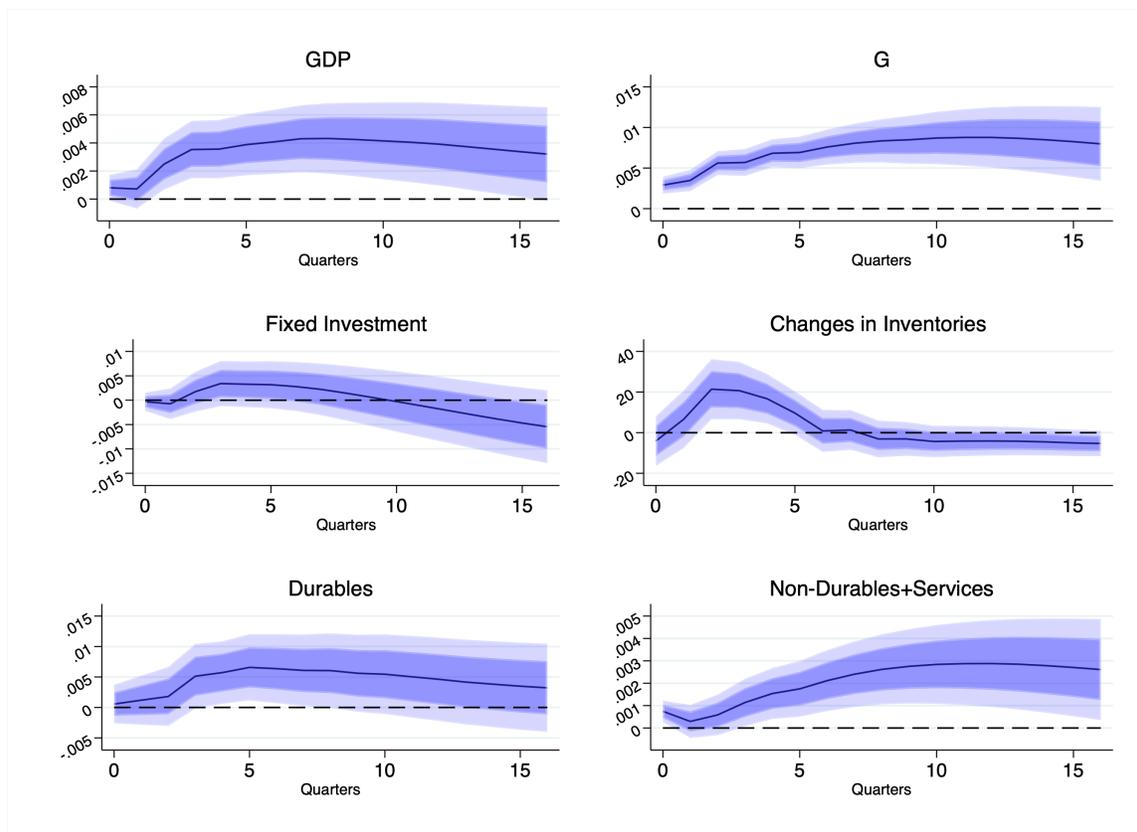 GDP
.008
.006
.004
.002
0
0 5 10 15
Quarters
G
.015
.01
.005
0
0 5 10 15
Quarters
Fixed Investment
.01
.005
0
-.005
-.01
-.015
0 5 10 15
Quarters
Changes in Inventories
40
20
0
-20
0 5 10 15
Quarters
Durables
.015
.01
.005
0
-.005
0 5 10 15
Quarters
Non-Durables+Services
.005
.004
.003
.002
.001
0
0 5 10 15
Quarters